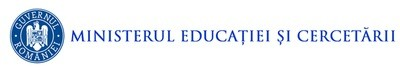 GUVERNUL ROMÂNIEI
MINISTERUL EDUCAȚIEI ȘI CERCETĂRII